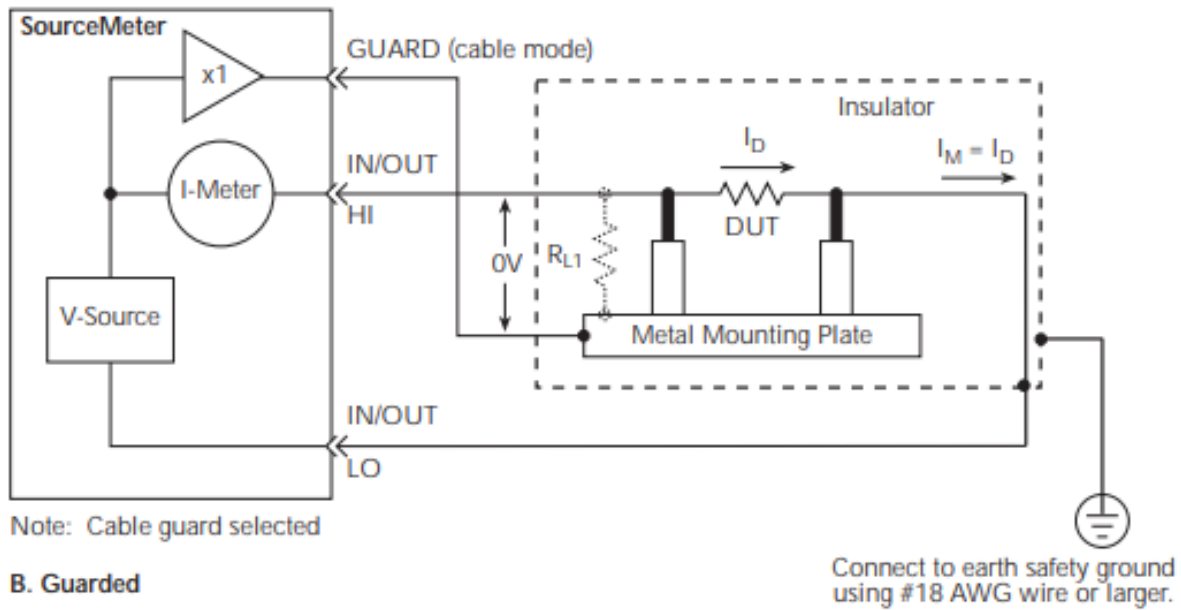 SourceMeter
x1
GUARD (cable mode)
Insulator
I-Meter
IN/OUT
HI
0V
RL1
ID
DUT
IM = ID
V-Source
Metal Mounting Plate
IN/OUT
LO
Note: Cable guard selected
B. Guarded
Connect to earth safety ground
using #18 AWG wire or larger.